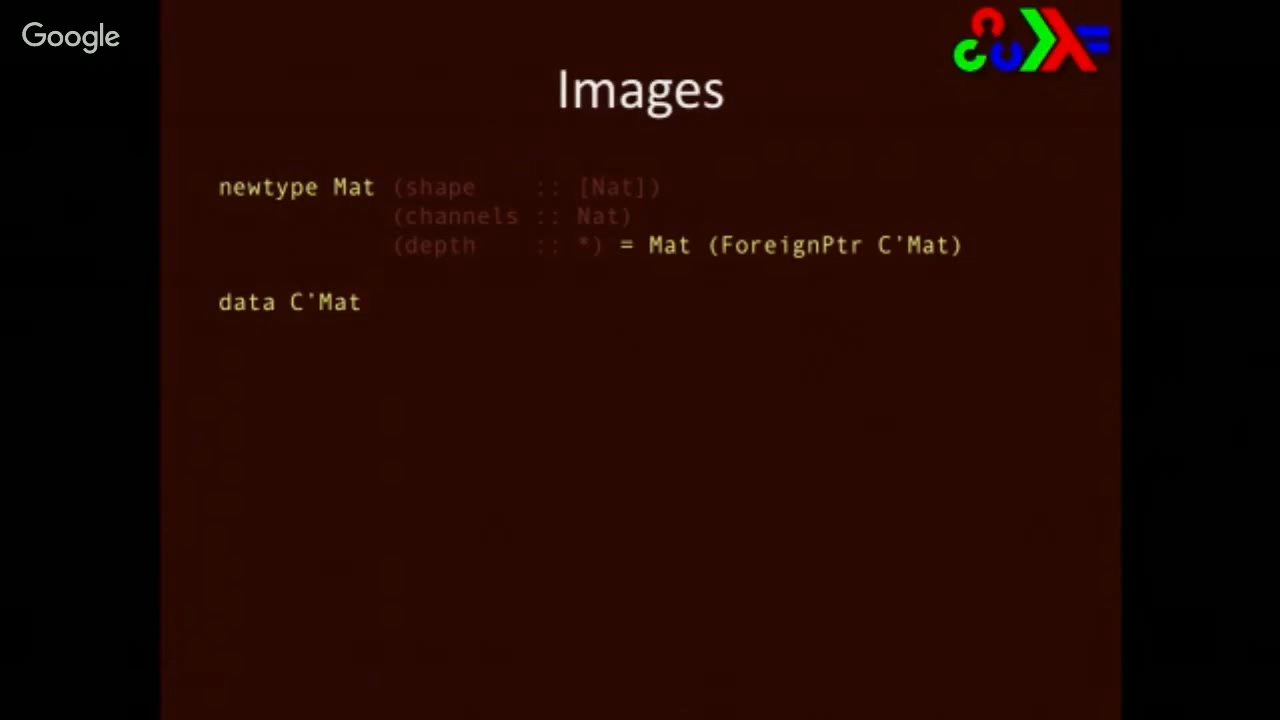 Google
Images
newtype Mat (shape    :: [Nat])
            (channels :: Nat)
            (depth    :: *) = Mat (ForeignPtr C'Mat)
data C'Mat